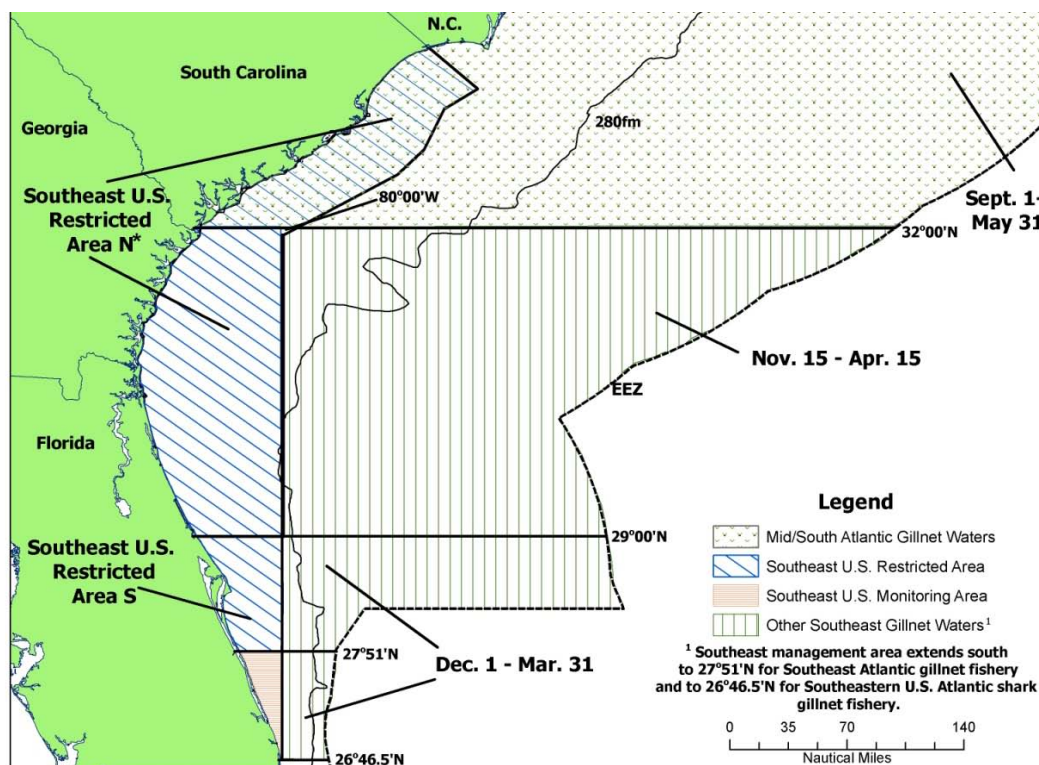 N.C.
South Carolina
Georgia
280fm
Southeast U.S.
Restricted
Area N*
80°00'W
Sept. 1-
May 31
32°00'N
Nov. 15 - Apr. 15
EEZ
Florida
Legend
Mid/South Atlantic Gillnet Waters
29°00'N
Southeast U.S.
Restricted
Area S
Southeast U.S. Restricted Area
Southeast U.S. Monitoring Area
Other Southeast Gillnet Waters¹
27°51'N
Dec. 1 - Mar. 31
¹ Southeast management area extends south
to 27°51'N for Southeast Atlantic gillnet fishery
and to 26°46.5'N for Southeastern U.S. Atlantic shark
gillnet fishery.
0 35 70 140
Nautical Miles
26°46.5'N